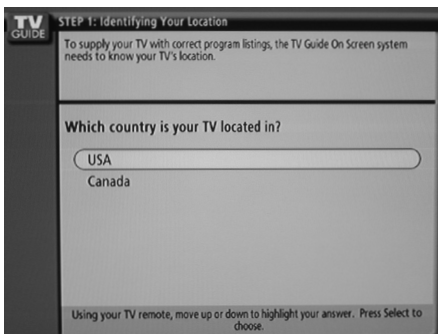 TV
GUIDE
STEP 1: Identifying Your Location
To supply your TV with correct program listings, the TV Guide On Screen system
needs to know your TV's location.
Which country is your TV located in?
USA
Canada
Using your TV remote, move up or down to highlight your answer. Press Select to
choose.